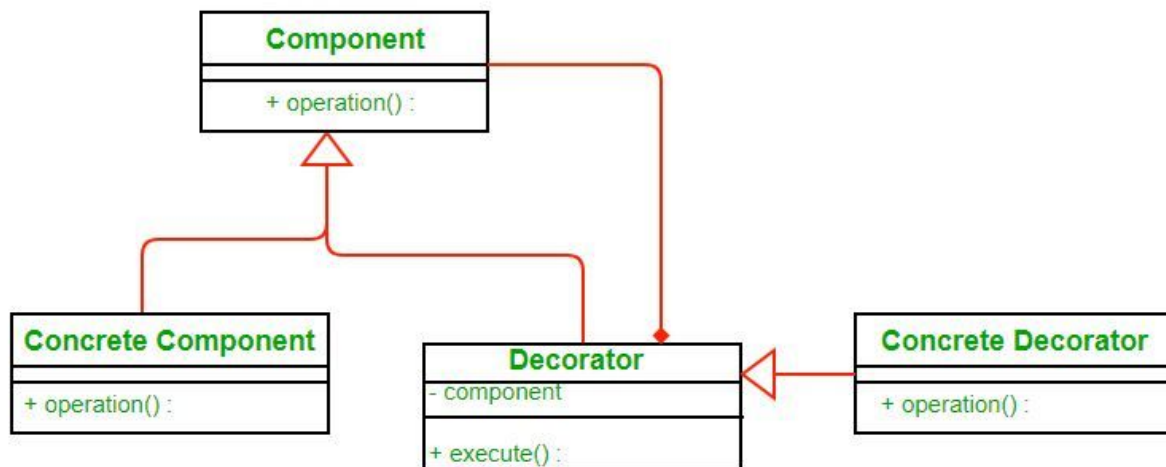 Component
+ operation() :
Concrete Component
+ operation() :
Decorator
- component
+ execute() :
Concrete Decorator
+ operation() :